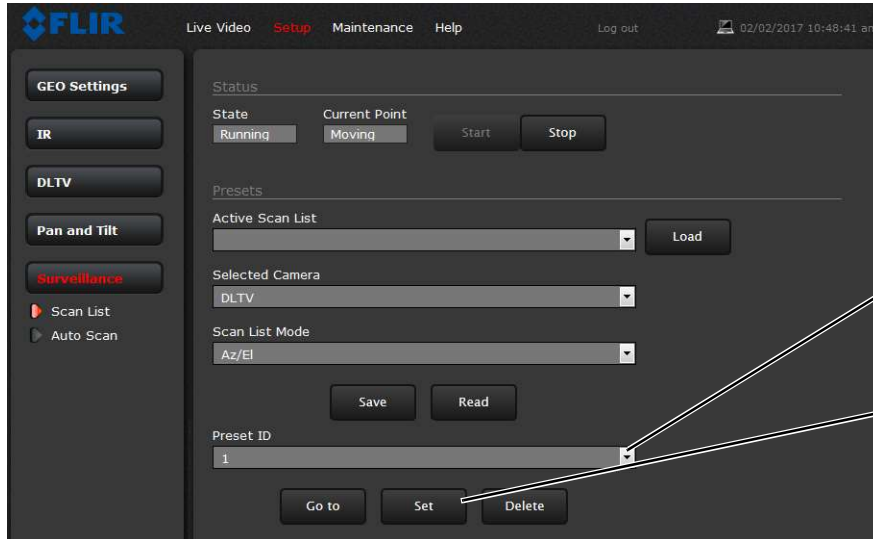 FLIR
Live Video Setup Maintenance Help Log out 02/02/2017 10:48:41 am
GEO Settings
IR
DLTV
Pan and Tilt
Surveillance
Scan List
Auto Scan
Status
State Current Point
Running Moving Start Stop
Presets
Active Scan List
Load
Selected Camera
DLTV
Scan List Mode
Az/El
Save Read
Preset ID
1
Go to Set Delete